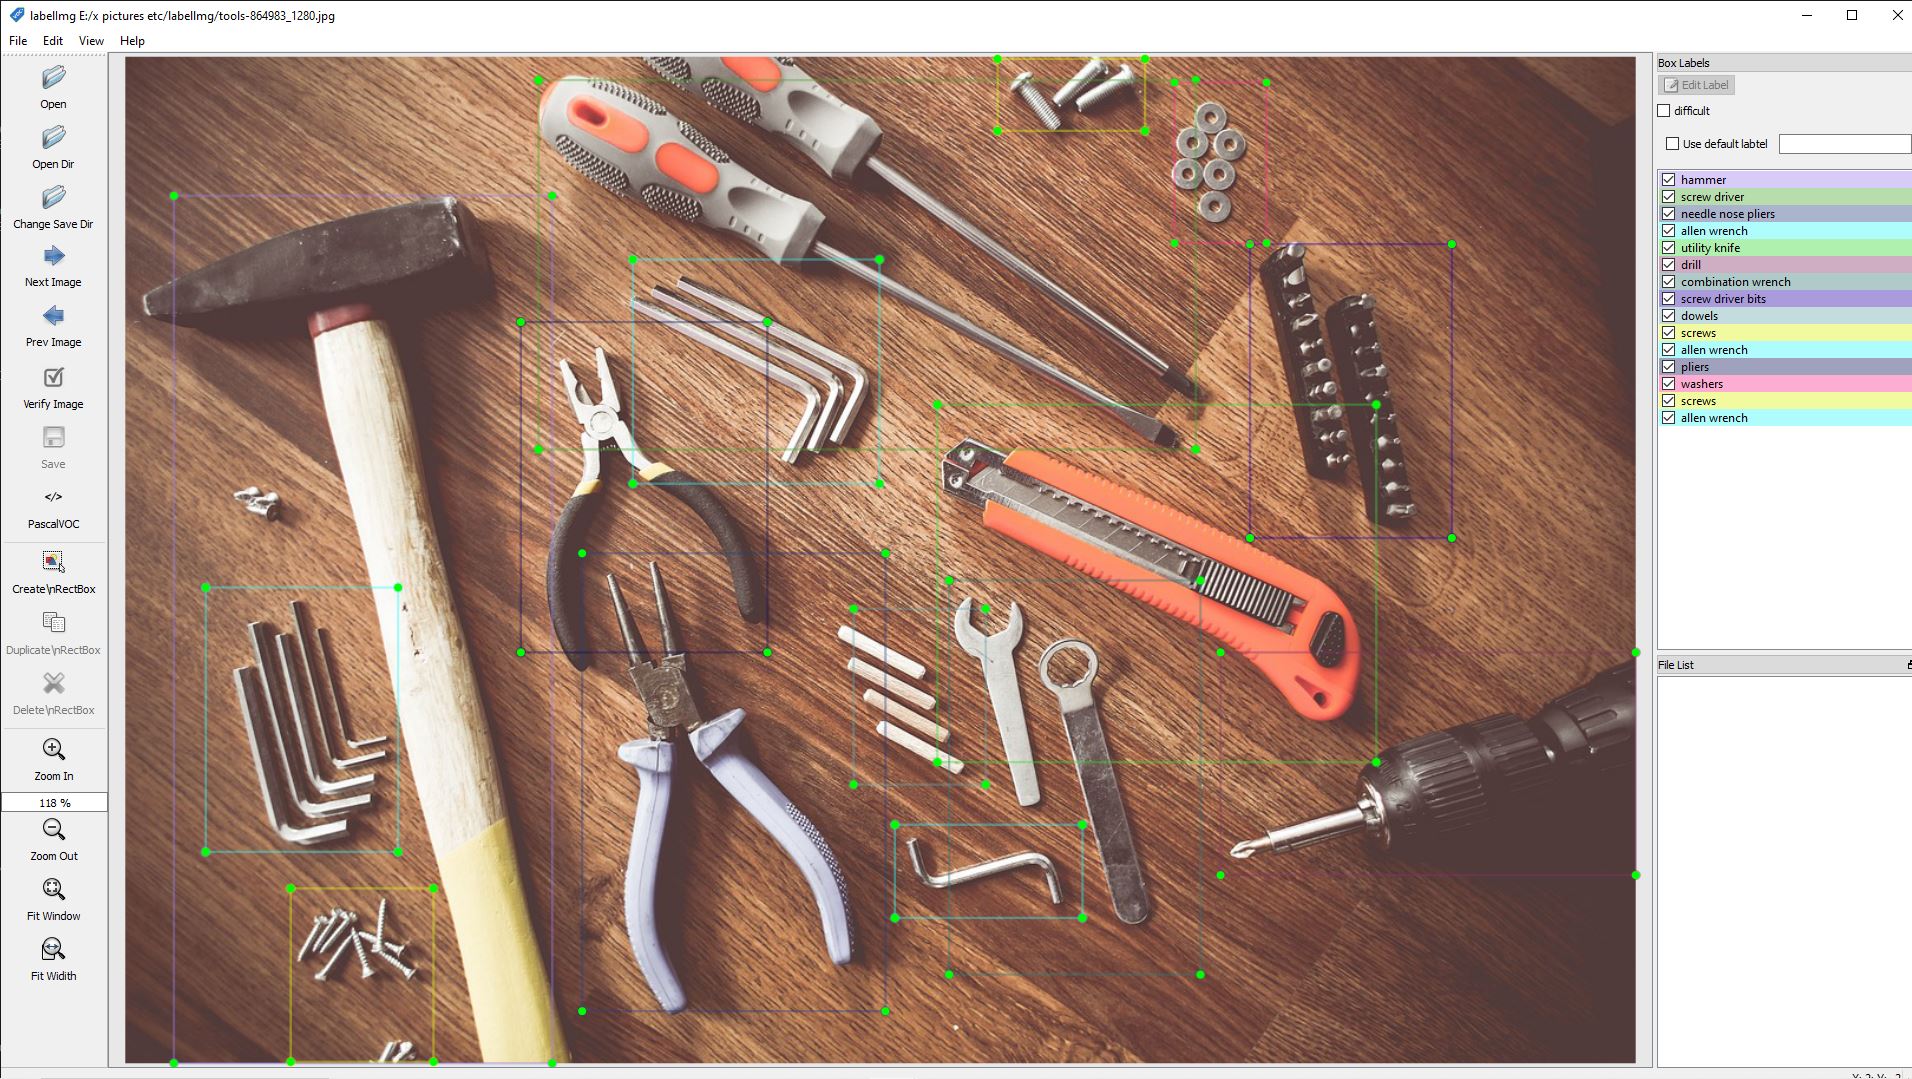 labelImg E:/x pictures etc/labelImg/tools-864983_1280.jpg
File Edit View Help
Open
Open Dir
Change Save Dir
Next Image
Prev Image
Verify Image
Save
</>
PascalVOC
Create\nRectBox
Duplicate\nRectBox
Delete\nRectBox
Zoom In
118 %
Zoom Out
Fit Window
Fit Width
Box Labels
Edit Label
difficult
Use default labtel
hammer
screw driver
needle nose pliers
allen wrench
utility knife
drill
combination wrench
screw driver bits
dowels
screws
allen wrench
pliers
washers
screws
allen wrench
File List